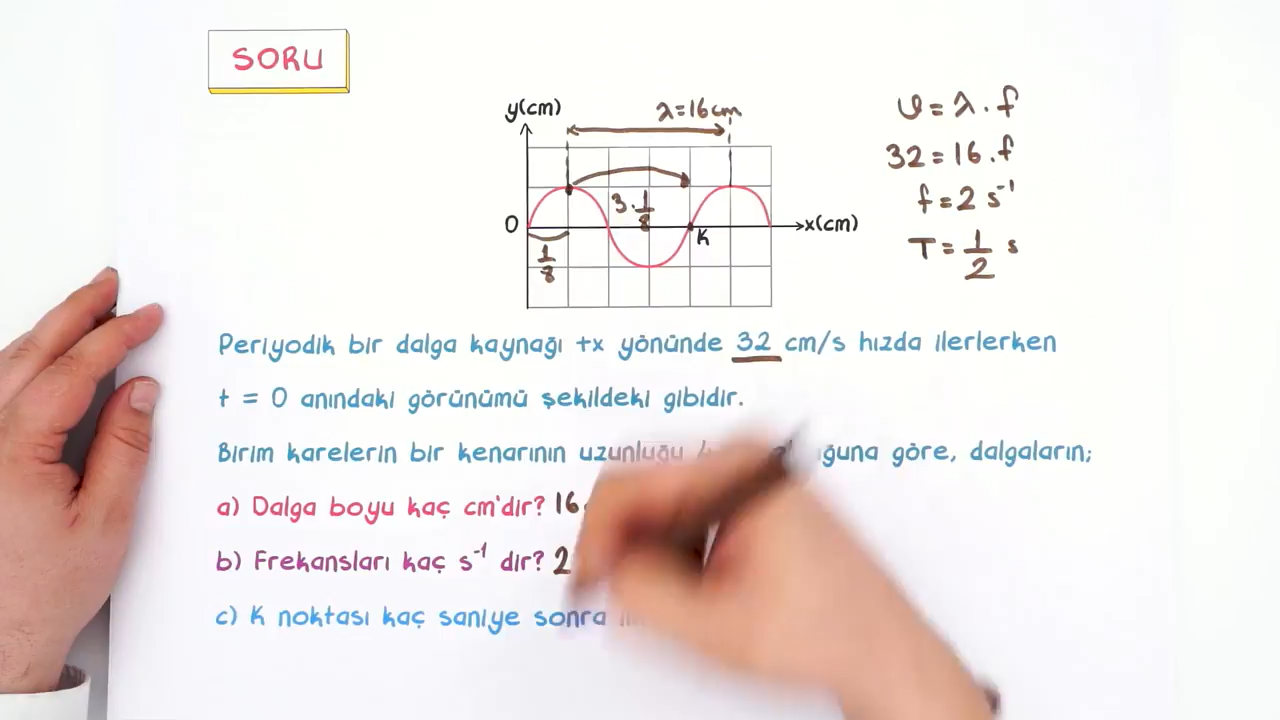 SORU
y(cm)
λ=16cm
3·1/8
0
x(cm)
K
1/8
υ=λ.f
32=16.f
f=2 s⁻¹
T=1/2 s
Periyodik bir dalga kaynağı +x yönünde 32 cm/s hızda ilerlerken
t = 0 anındaki görünümü şekildeki gibidir.
Birim karelerin bir kenarının uzunluğu göre, dalgaların;
a) Dalga boyu kaç cm'dir? 16
b) Frekansları kaç s⁻¹ dir? 2
c) K noktası kaç saniye sonra